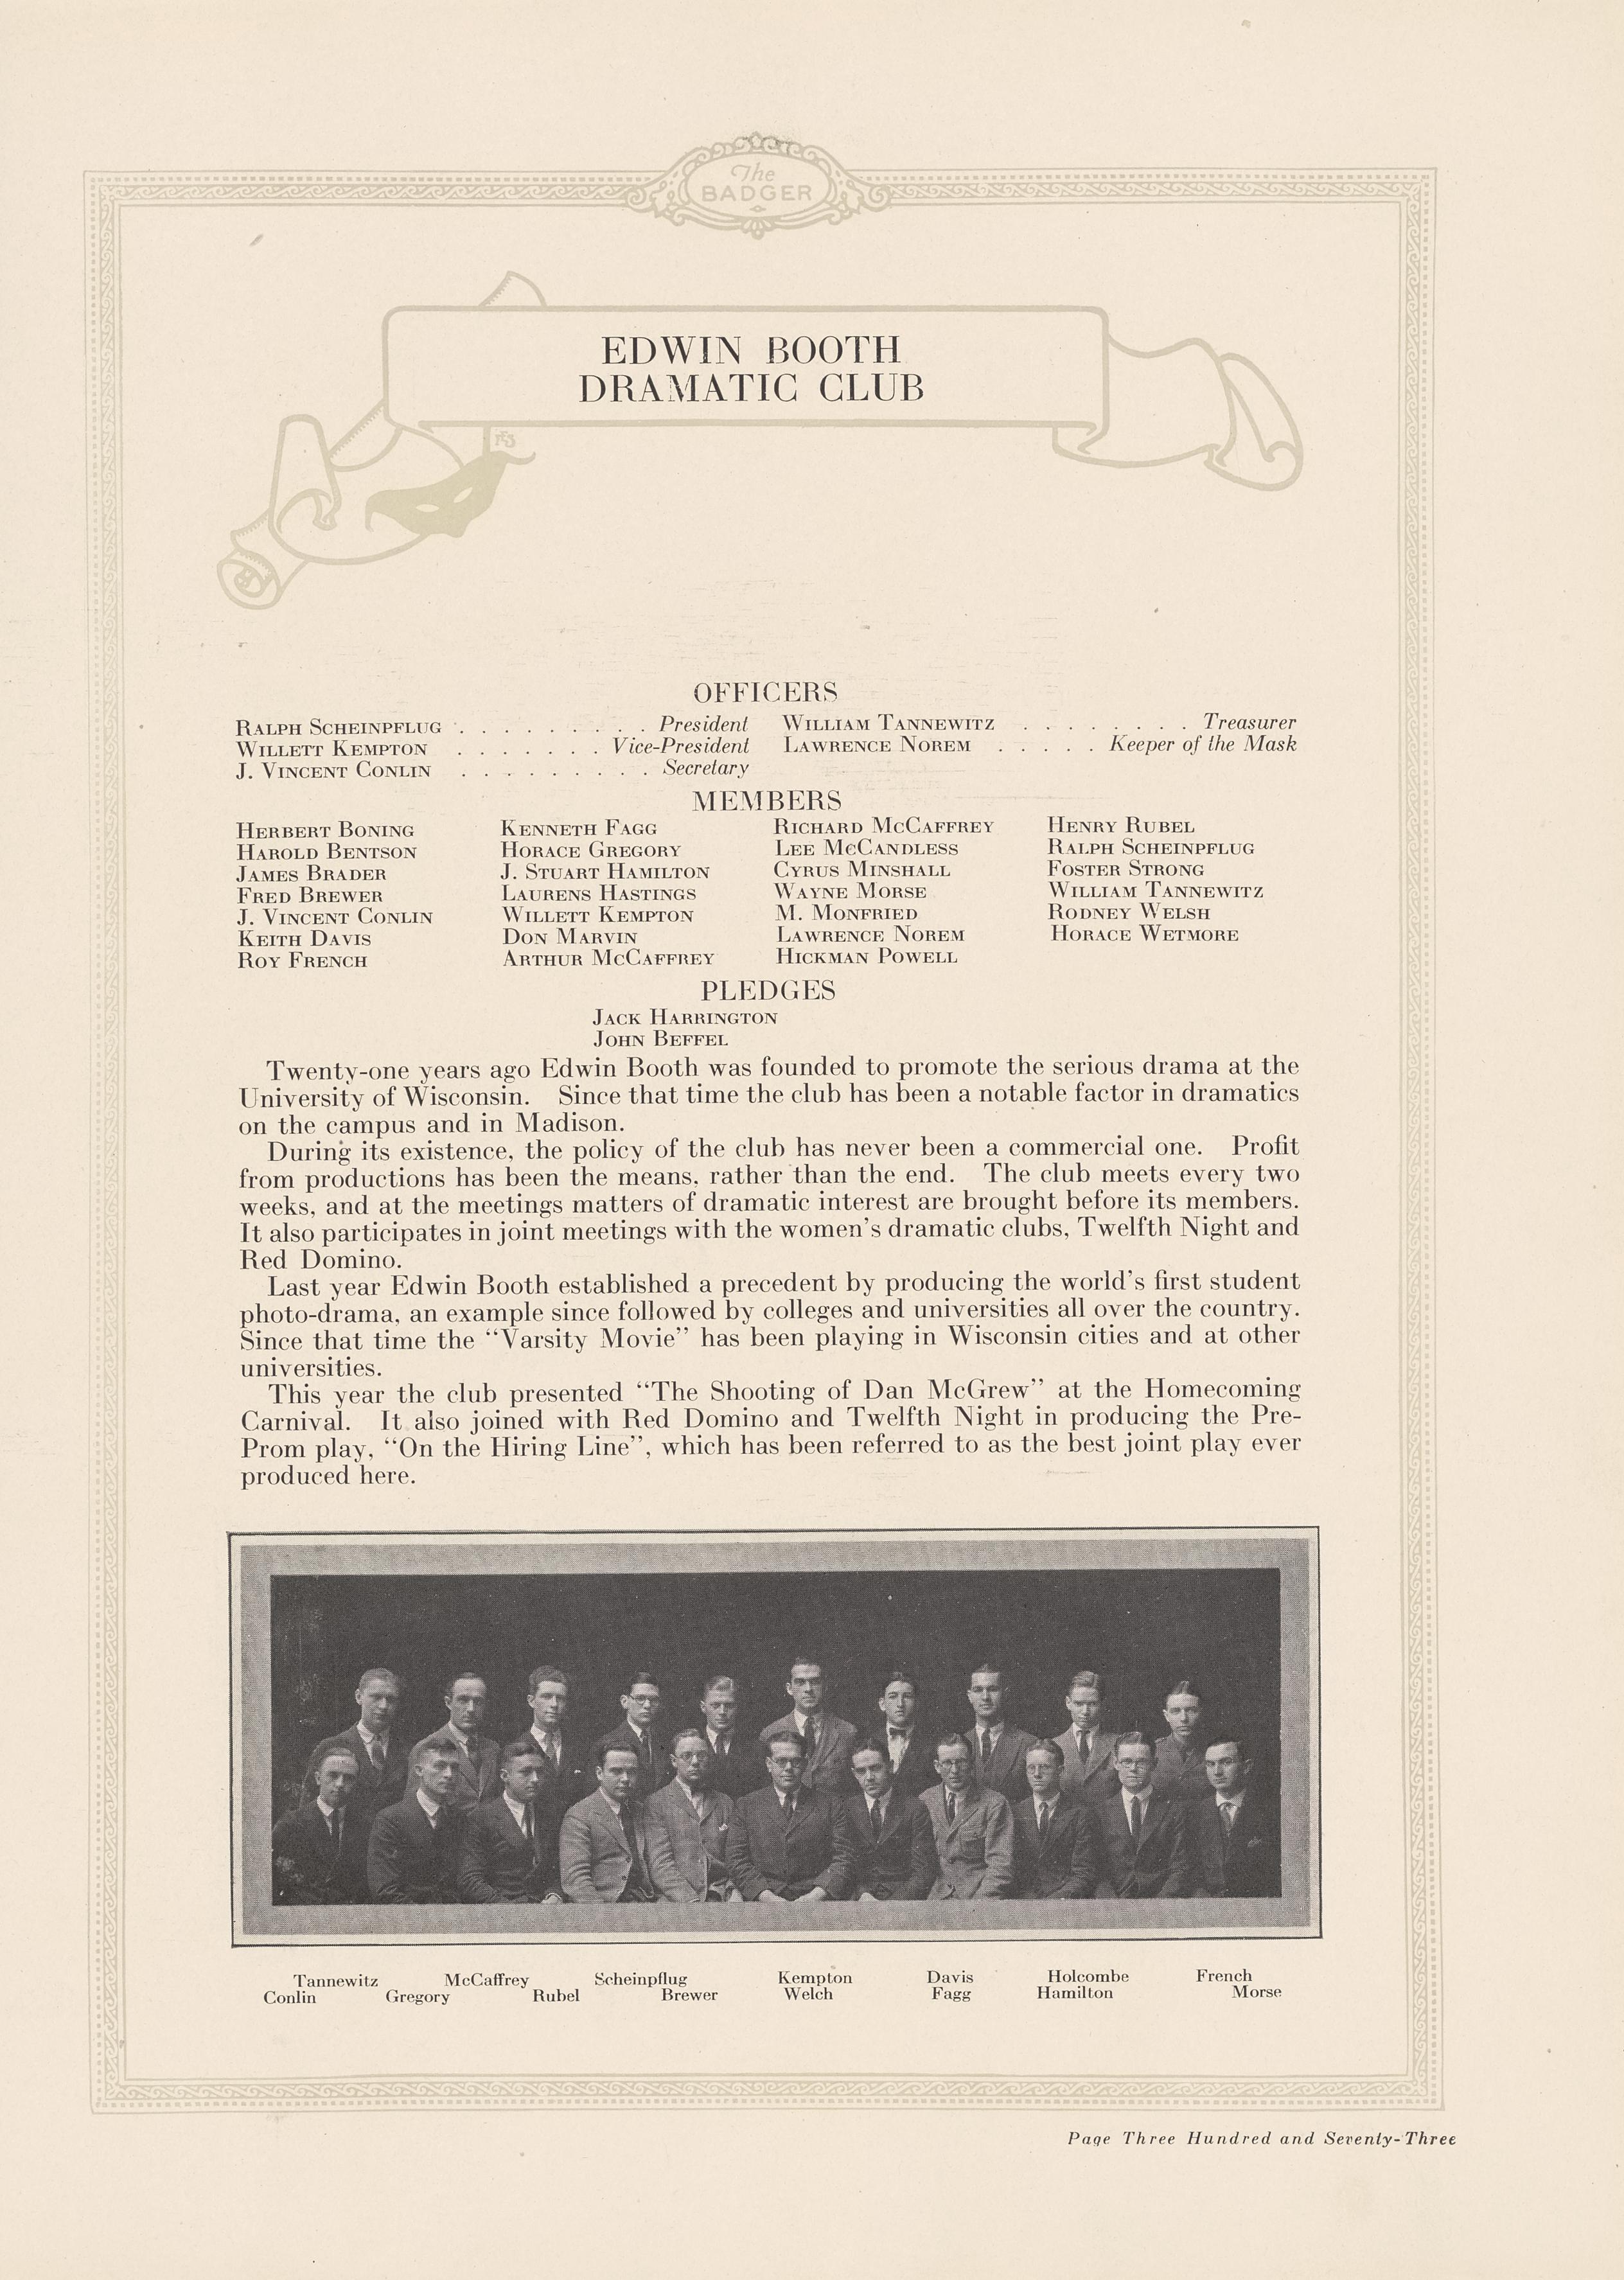 The
BADGER
EDWIN BOOTH
DRAMATIC CLUB
OFFICERS
RALPH SCHEINPFLUG . . . . . . . . . President
WILLETT KEMPTON . . . . . . . Vice-President
J. VINCENT CONLIN . . . . . . . . . Secretary
WILLIAM TANNEWITZ . . . . . . . . Treasurer
LAWRENCE NOREM . . . . . Keeper of the Mask
MEMBERS
HERBERT BONING
HAROLD BENTSON
JAMES BRADER
FRED BREWER
J. VINCENT CONLIN
KEITH DAVIS
ROY FRENCH
KENNETH FAGG
HORACE GREGORY
J. STUART HAMILTON
LAURENS HASTINGS
WILLETT KEMPTON
DON MARVIN
ARTHUR MCCAFFREY
RICHARD MCCAFFREY
LEE MCCANDLESS
CYRUS MINSHALL
WAYNE MORSE
M. MONFRIED
LAWRENCE NOREM
HICKMAN POWELL
HENRY RUBEL
RALPH SCHEINPFLUG
FOSTER STRONG
WILLIAM TANNEWITZ
RODNEY WELSH
HORACE WETMORE
PLEDGES
JACK HARRINGTON
JOHN BEFFEL
Twenty-one years ago Edwin Booth was founded to promote the serious drama at the
University of Wisconsin. Since that time the club has been a notable factor in dramatics
on the campus and in Madison.
During its existence, the policy of the club has never been a commercial one. Profit
from productions has been the means, rather than the end. The club meets every two
weeks, and at the meetings matters of dramatic interest are brought before its members.
It also participates in joint meetings with the women's dramatic clubs, Twelfth Night and
Red Domino.
Last year Edwin Booth established a precedent by producing the world's first student
photo-drama, an example since followed by colleges and universities all over the country.
Since that time the “Varsity Movie” has been playing in Wisconsin cities and at other
universities.
This year the club presented “The Shooting of Dan McGrew” at the Homecoming
Carnival. It also joined with Red Domino and Twelfth Night in producing the Pre-
Prom play, “On the Hiring Line”, which has been referred to as the best joint play ever
produced here.
Tannewitz McCaffrey Scheinpflug Kempton Davis Holcombe French
Conlin Gregory Rubel Brewer Welch Fagg Hamilton Morse
Page Three Hundred and Seventy-Three